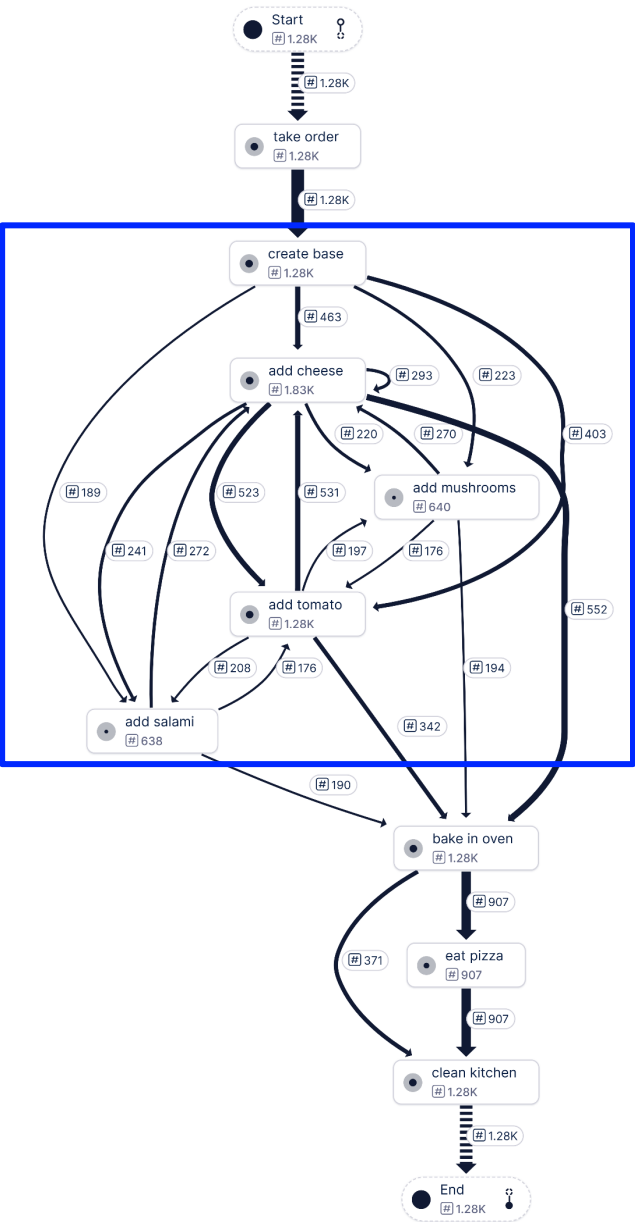 Start
# 1.28K
# 1.28K
take order
# 1.28K
# 1.28K
create base
# 1.28K
# 463
add cheese
# 1.83K
# 293
# 223
# 220
# 270
# 403
add mushrooms
# 640
# 189
# 523
# 531
# 241
# 272
# 197
# 176
add tomato
# 1.28K
# 552
# 208
# 176
# 194
add salami
# 638
# 342
# 190
bake in oven
# 1.28K
# 907
eat pizza
# 907
# 371
# 907
clean kitchen
# 1.28K
# 1.28K
End
# 1.28K